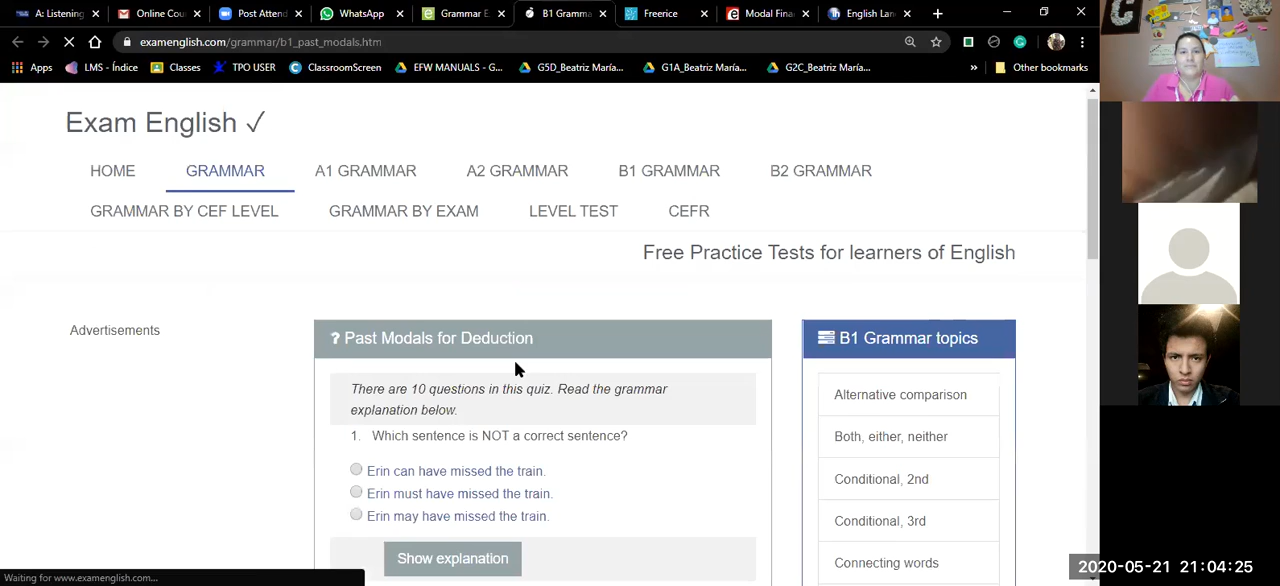 A: Listening
Online Cou
Post Attend
WhatsApp
Grammar E
B1 Gramma
Freerice
Modal Fina
English Lan
examenglish.com/grammar/b1_past_modals.htm
Apps
LMS - Índice
Classes
TPO USER
ClassroomScreen
EFW MANUALS - G...
G5D_Beatriz María...
G1A_Beatriz María...
G2C_Beatriz María...
»
Other bookmarks
Exam English ✓
HOME GRAMMAR A1 GRAMMAR A2 GRAMMAR B1 GRAMMAR B2 GRAMMAR
GRAMMAR BY CEF LEVEL GRAMMAR BY EXAM LEVEL TEST CEFR
Free Practice Tests for learners of English
Advertisements
? Past Modals for Deduction
There are 10 questions in this quiz. Read the grammar
explanation below.
1. Which sentence is NOT a correct sentence?
Erin can have missed the train.
Erin must have missed the train.
Erin may have missed the train.
Show explanation
B1 Grammar topics
Alternative comparison
Both, either, neither
Conditional, 2nd
Conditional, 3rd
Connecting words
Waiting for www.examenglish.com...
2020-05-21 21:04:25